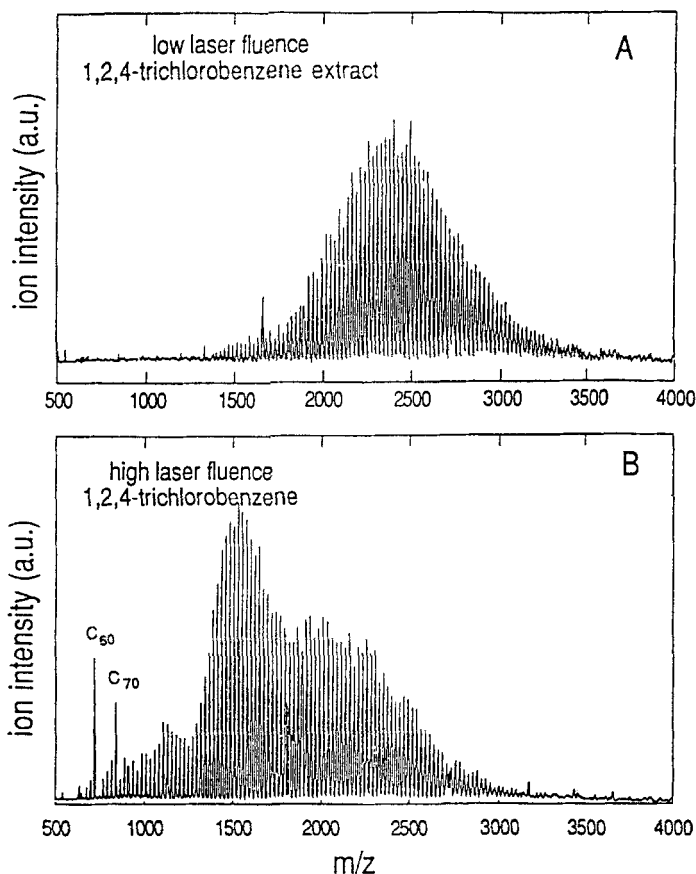 low laser fluence
1,2,4-trichlorobenzene extract
A
ion intensity (a.u.)
500 1000 1500 2000 2500 3000 3500 4000
high laser fluence
1,2,4-trichlorobenzene
B
C60
C70
ion intensity (a.u.)
500 1000 1500 2000 2500 3000 3500 4000
m/z